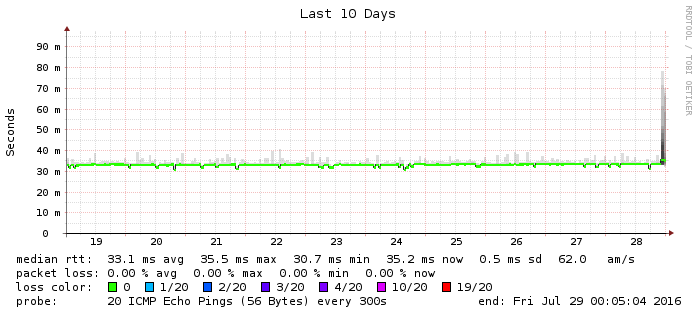 Last 10 Days
RRDTOOL / TOBI OETIKER
Seconds
90 m
80 m
70 m
60 m
50 m
40 m
30 m
20 m
10 m
0
19 20 21 22 23 24 25 26 27 28
median rtt: 33.1 ms avg 35.5 ms max 30.7 ms min 35.2 ms now 0.5 ms sd 62.0 am/s
packet loss: 0.00 % avg 0.00 % max 0.00 % min 0.00 % now
loss color: 0 1/20 2/20 3/20 4/20 10/20 19/20
probe: 20 ICMP Echo Pings (56 Bytes) every 300s end: Fri Jul 29 00:05:04 2016